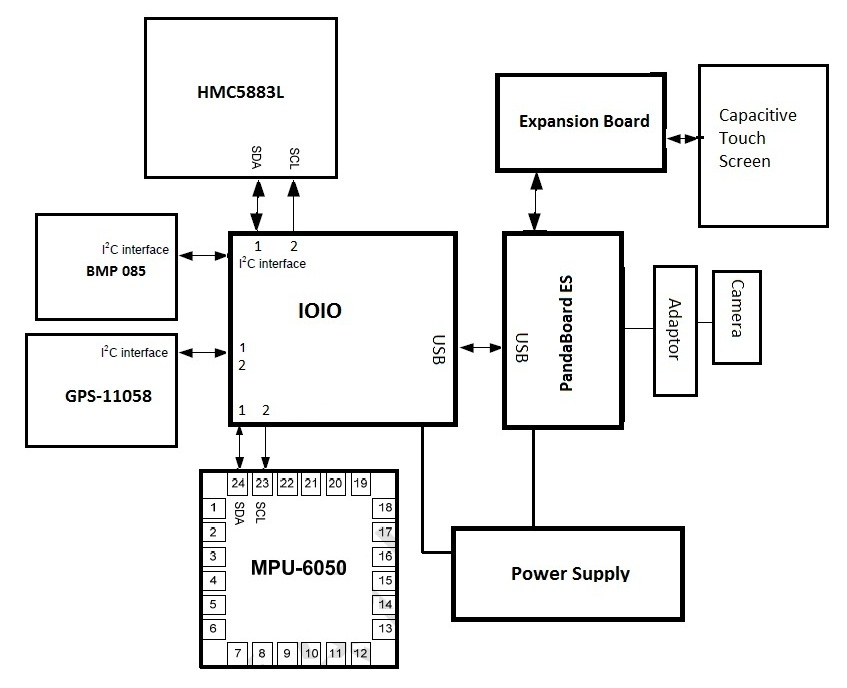 HMC5883L
SDA
SCL
Expansion Board
Capacitive
Touch
Screen
I²C interface
BMP 085
1 2
I²C interface
IOIO
1
2
1 2
USB
I²C interface
GPS-11058
USB
PandaBoard ES
Adaptor
Camera
24 23 22 21 20 19
SDA
SCL
1
2
3
4
5
6
MPU-6050
18
17
16
15
14
13
7 8 9 10 11 12
Power Supply